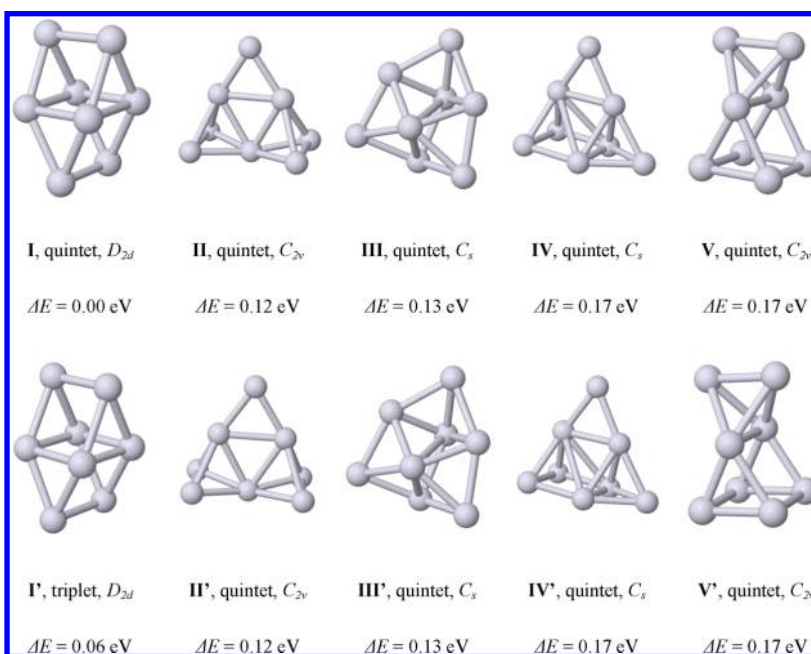 I, quintet, D2d II, quintet, C2v III, quintet, Cs IV, quintet, Cs V, quintet, C2v
ΔE = 0.00 eV ΔE = 0.12 eV ΔE = 0.13 eV ΔE = 0.17 eV ΔE = 0.17 eV
I’, triplet, D2d II’, quintet, C2v III’, quintet, Cs IV’, quintet, Cs V’, quintet, C2v
ΔE = 0.06 eV ΔE = 0.12 eV ΔE = 0.13 eV ΔE = 0.17 eV ΔE = 0.17 eV